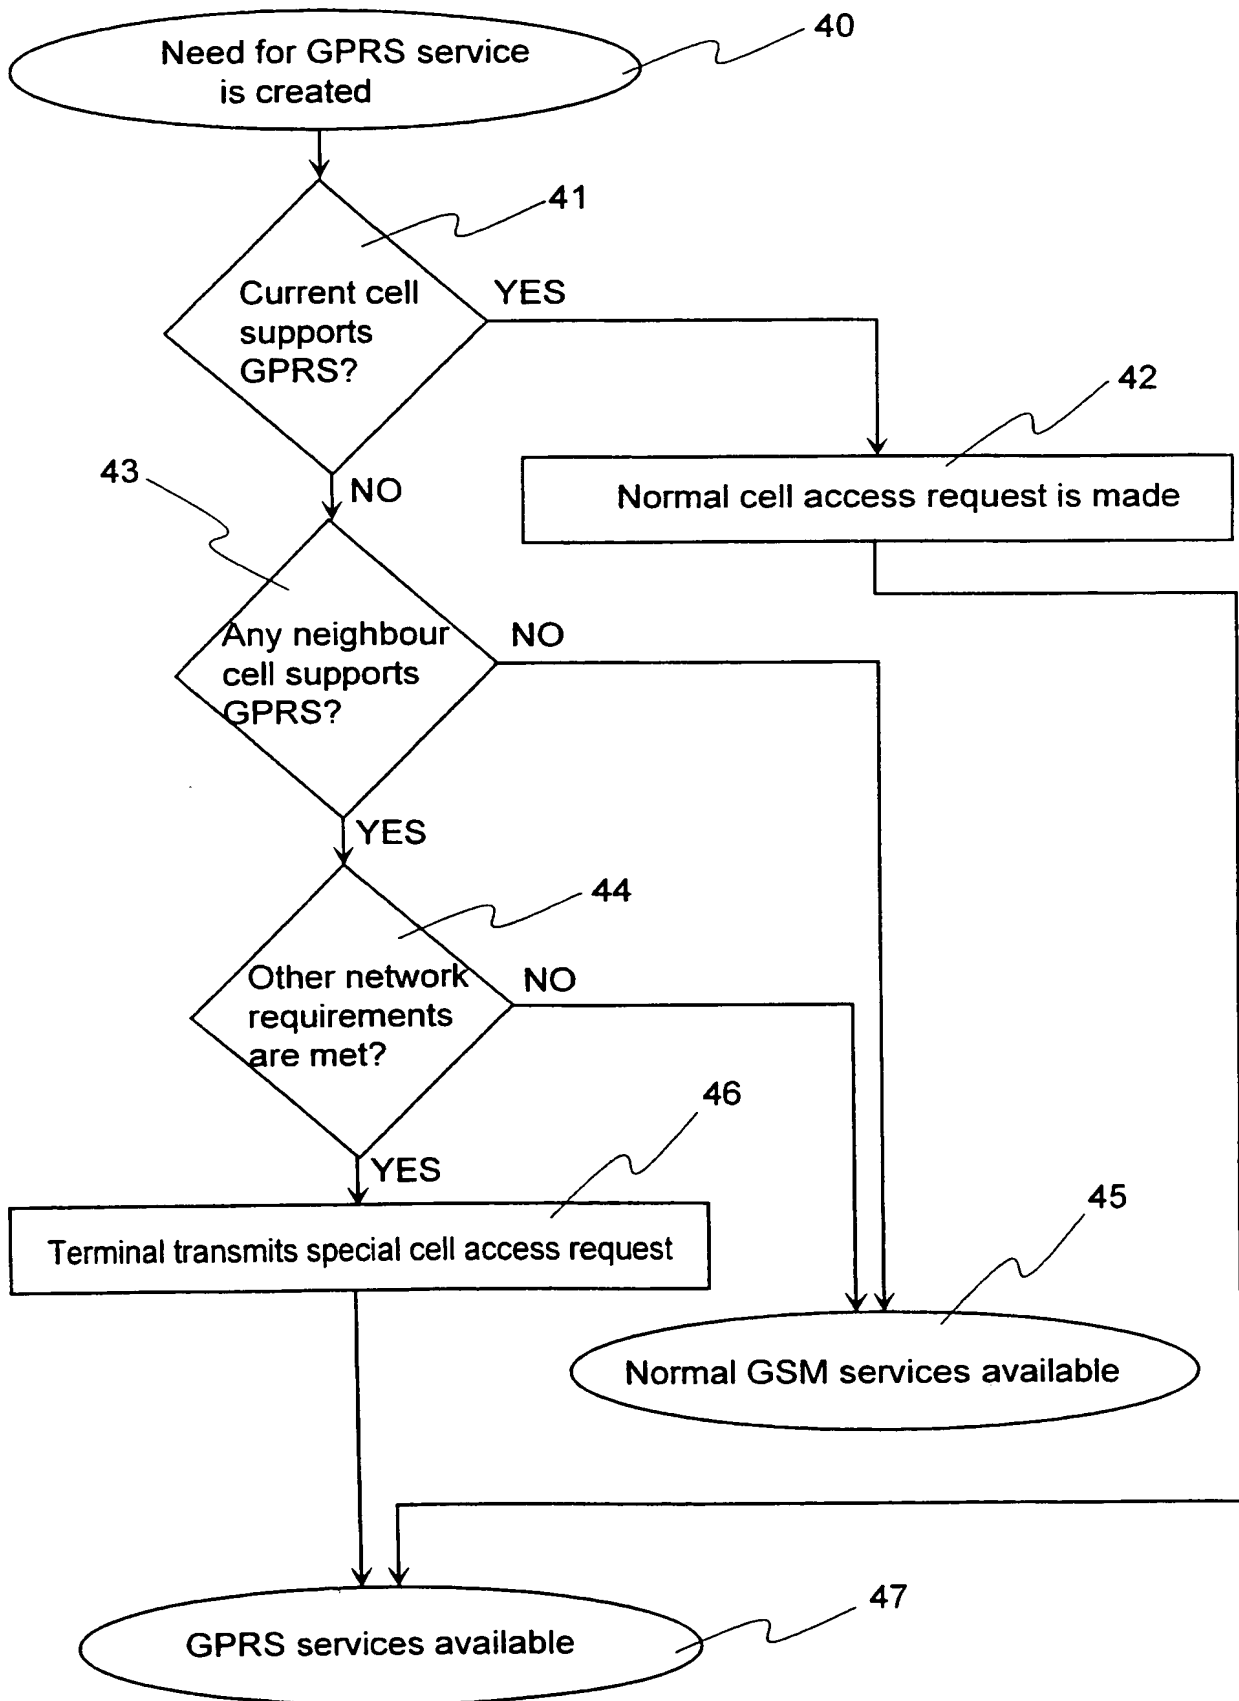 40
Need for GPRS service
is created
41
Current cell
supports
GPRS?
YES
42
Normal cell access request is made
43
NO
Any neighbour
cell supports
GPRS?
NO
YES
44
Other network
requirements
are met?
NO
46
YES
Terminal transmits special cell access request
45
Normal GSM services available
47
GPRS services available